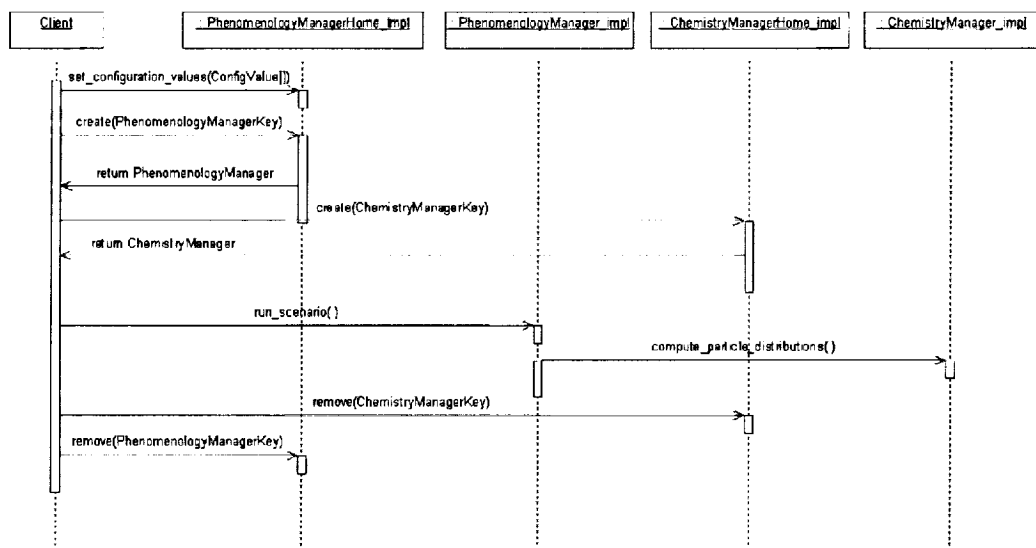 Client
: PhenomenologyManagerHome_impl
: PhenomenologyManager_impl
: ChemistryManagerHome_impl
: ChemistryManager_impl
set_configuration_values(ConfigValue[])
create(PhenomenologyManagerKey)
return PhenomenologyManager
create(ChemistryManagerKey)
return ChemistryManager
run_scenario( )
compute_particle_distributions( )
remove(ChemistryManagerKey)
remove(PhenomenologyManagerKey)